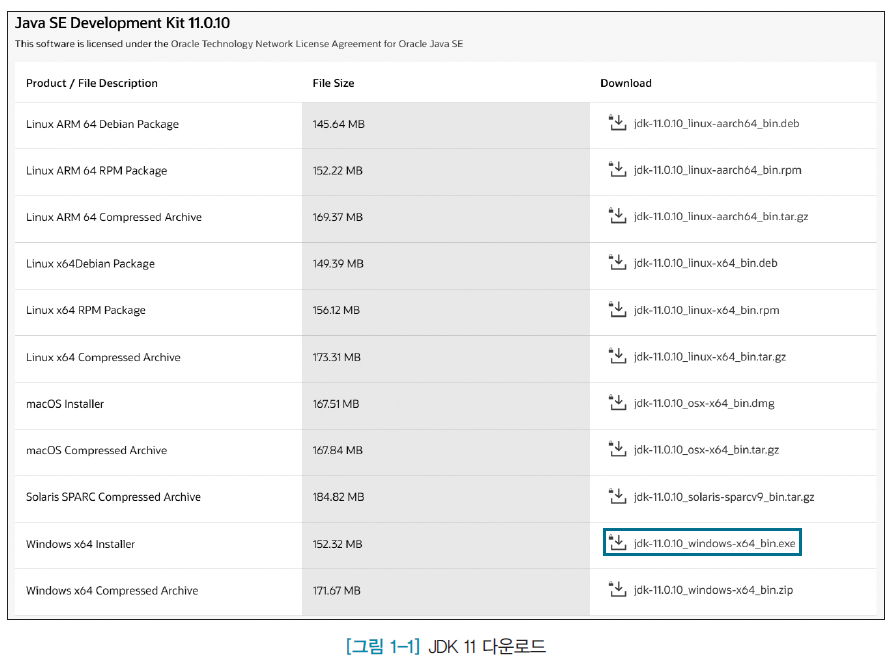 Java SE Development Kit 11.0.10
This software is licensed under the Oracle Technology Network License Agreement for Oracle Java SE
Product / File Description File Size Download
Linux ARM 64 Debian Package 145.64 MB jdk-11.0.10_linux-aarch64_bin.deb
Linux ARM 64 RPM Package 152.22 MB jdk-11.0.10_linux-aarch64_bin.rpm
Linux ARM 64 Compressed Archive 169.37 MB jdk-11.0.10_linux-aarch64_bin.tar.gz
Linux x64Debian Package 149.39 MB jdk-11.0.10_linux-x64_bin.deb
Linux x64 RPM Package 156.12 MB jdk-11.0.10_linux-x64_bin.rpm
Linux x64 Compressed Archive 173.31 MB jdk-11.0.10_linux-x64_bin.tar.gz
macOS Installer 167.51 MB jdk-11.0.10_osx-x64_bin.dmg
macOS Compressed Archive 167.84 MB jdk-11.0.10_osx-x64_bin.tar.gz
Solaris SPARC Compressed Archive 184.82 MB jdk-11.0.10_solaris-sparcv9_bin.tar.gz
Windows x64 Installer 152.32 MB jdk-11.0.10_windows-x64_bin.exe
Windows x64 Compressed Archive 171.67 MB jdk-11.0.10_windows-x64_bin.zip
[그림 1-1] JDK 11 다운로드